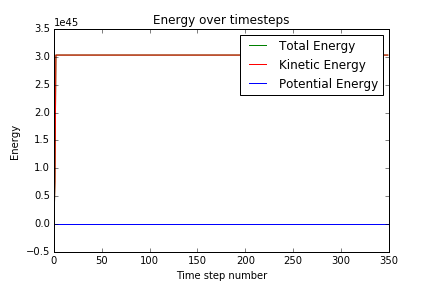 Energy over timesteps
1e45
3.5
3.0
2.5
2.0
1.5
1.0
0.5
0.0
−0.5
Energy
Total Energy
Kinetic Energy
Potential Energy
0 50 100 150 200 250 300 350
Time step number